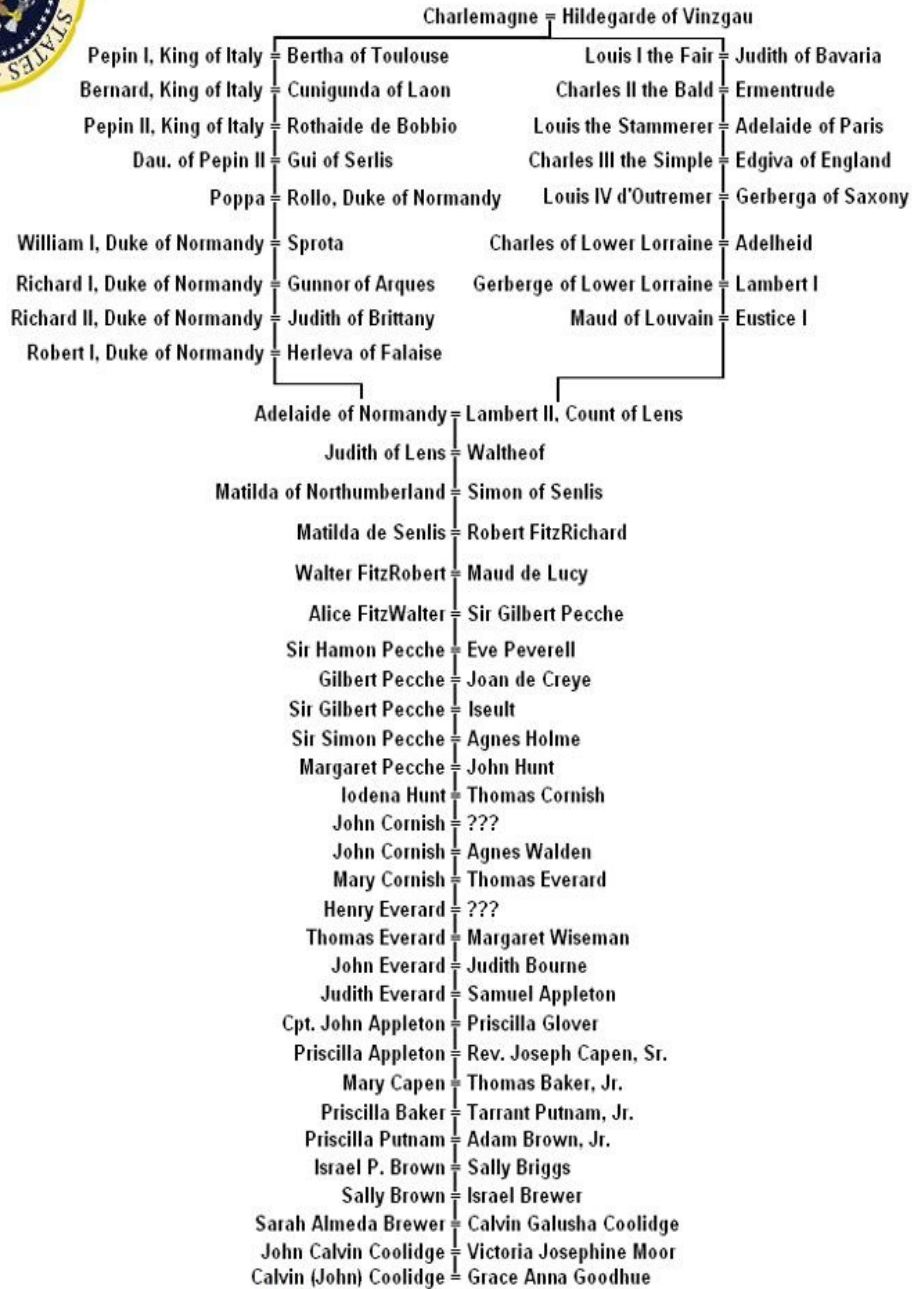 STATES
Charlemagne = Hildegarde of Vinzgau
Pepin I, King of Italy = Bertha of Toulouse
Louis I the Fair = Judith of Bavaria
Bernard, King of Italy = Cunigunda of Laon
Charles II the Bald = Ermentrude
Pepin II, King of Italy = Rothaide de Bobbio
Louis the Stammerer = Adelaide of Paris
Dau. of Pepin II = Gui of Serlis
Charles III the Simple = Edgiva of England
Poppa = Rollo, Duke of Normandy
Louis IV d'Outremer = Gerberga of Saxony
William I, Duke of Normandy = Sprota
Charles of Lower Lorraine = Adelheid
Richard I, Duke of Normandy = Gunnor of Arques
Gerberge of Lower Lorraine = Lambert I
Richard II, Duke of Normandy = Judith of Brittany
Maud of Louvain = Eustice I
Robert I, Duke of Normandy = Herleva of Falaise
Adelaide of Normandy = Lambert II, Count of Lens
Judith of Lens = Waltheof
Matilda of Northumberland = Simon of Senlis
Matilda de Senlis = Robert FitzRichard
Walter FitzRobert = Maud de Lucy
Alice FitzWalter = Sir Gilbert Pecche
Sir Hamon Pecche = Eve Peverell
Gilbert Pecche = Joan de Creye
Sir Gilbert Pecche = Iseult
Sir Simon Pecche = Agnes Holme
Margaret Pecche = John Hunt
Iodena Hunt = Thomas Cornish
John Cornish = ???
John Cornish = Agnes Walden
Mary Cornish = Thomas Everard
Henry Everard = ???
Thomas Everard = Margaret Wiseman
John Everard = Judith Bourne
Judith Everard = Samuel Appleton
Cpt. John Appleton = Priscilla Glover
Priscilla Appleton = Rev. Joseph Capen, Sr.
Mary Capen = Thomas Baker, Jr.
Priscilla Baker = Tarrant Putnam, Jr.
Priscilla Putnam = Adam Brown, Jr.
Israel P. Brown = Sally Briggs
Sally Brown = Israel Brewer
Sarah Almeda Brewer = Calvin Galusha Coolidge
John Calvin Coolidge = Victoria Josephine Moor
Calvin (John) Coolidge = Grace Anna Goodhue